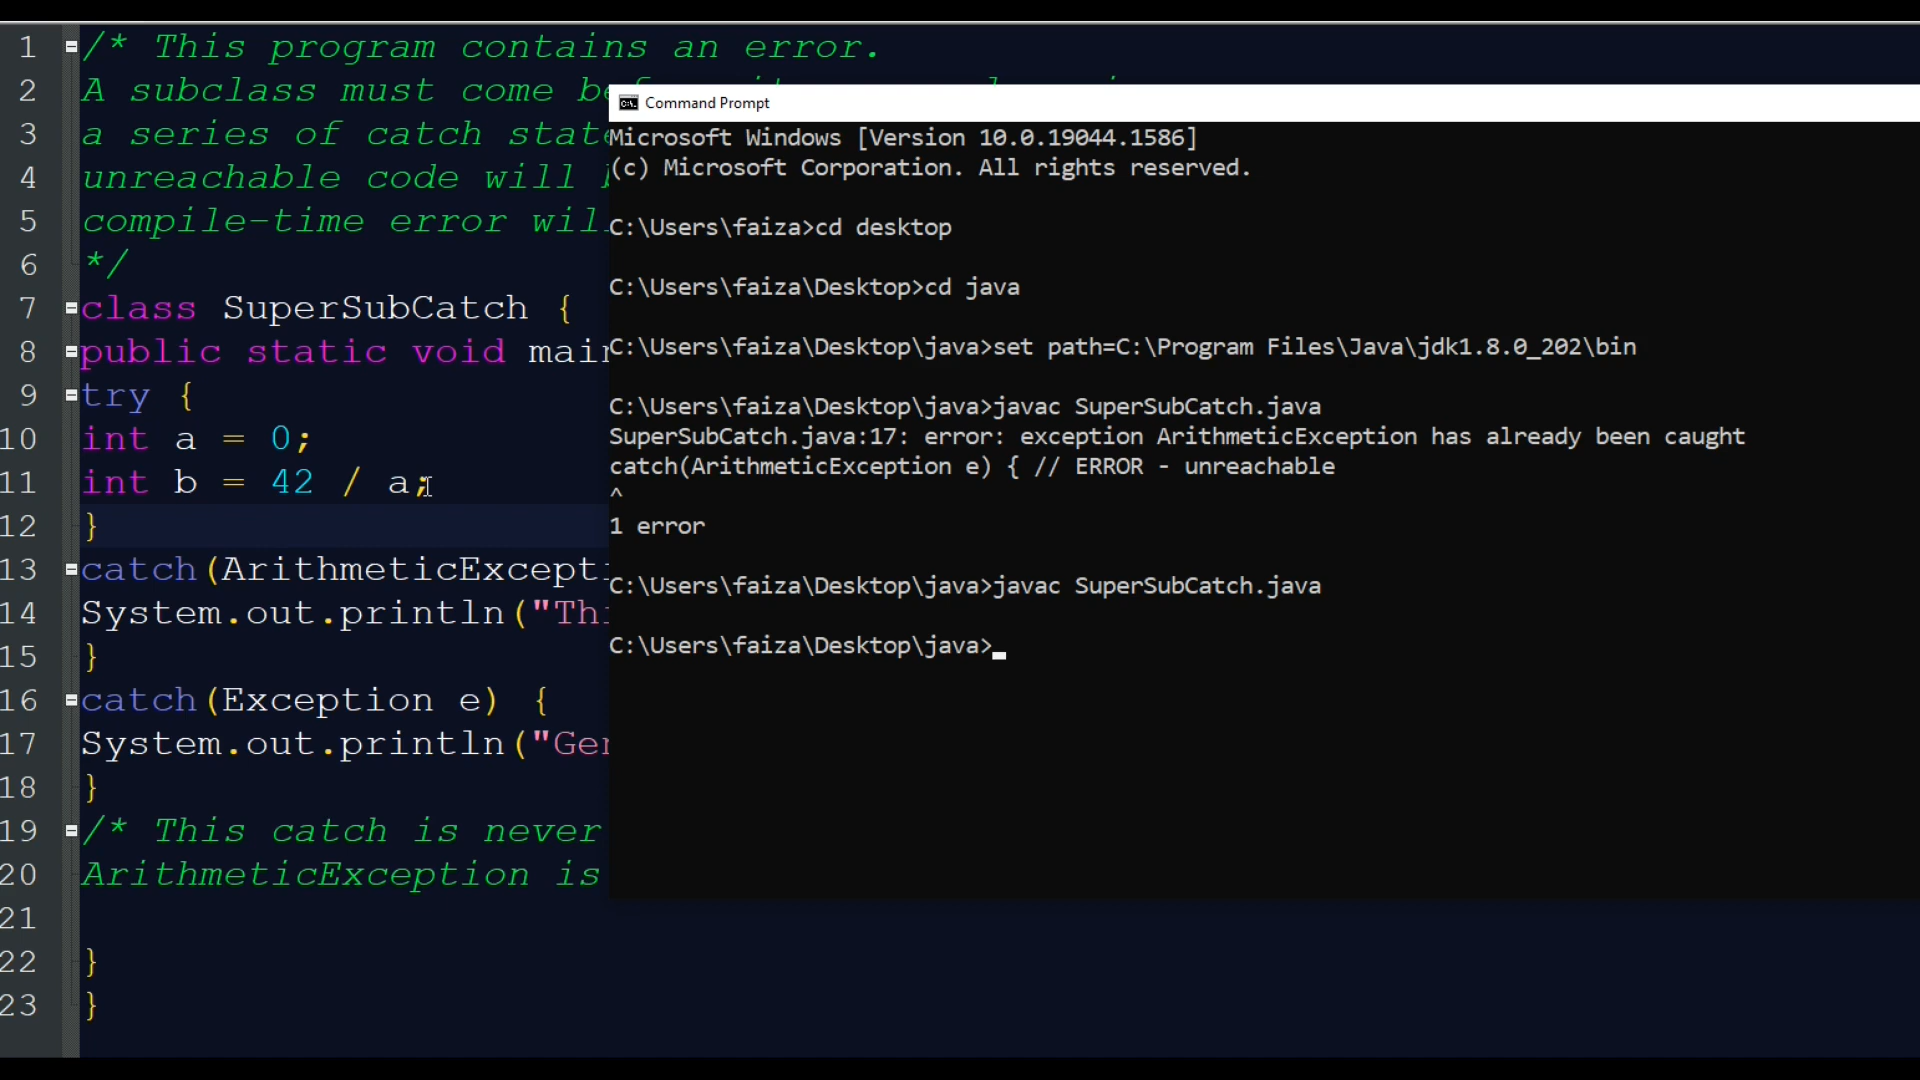 1 /* This program contains an error.
2 A subclass must come
3 a series of catch
4 unreachable code will
5 compile-time error
6 */
7 class SuperSubCatch {
8 public static void
9 try {
10 int a = 0;
11 int b = 42 / a;
12 }
13 catch(
14 System.out.println("
15 }
16 catch(Exception e) {
17 System.out.println("
18 }
19 /* This catch is never
20 ArithmeticException is
21
22 }
23 }
Command Prompt
Microsoft Windows [Version 10.0.19044.1586]
(c) Microsoft Corporation. All rights reserved.
C:\Users\faiza>cd desktop
C:\Users\faiza\Desktop>cd java
C:\Users\faiza\Desktop\java>set path=C:\Program Files\Java\jdk1.8.0_202\bin
C:\Users\faiza\Desktop\java>javac SuperSubCatch.java
SuperSubCatch.java:17: error: exception ArithmeticException has already been caught
catch(ArithmeticException e) { // ERROR - unreachable
^
1 error
C:\Users\faiza\Desktop\java>javac SuperSubCatch.java
C:\Users\faiza\Desktop\java>